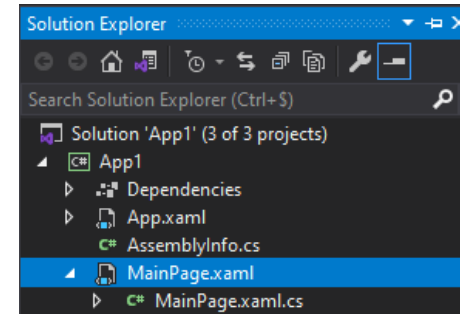 Solution Explorer
Search Solution Explorer (Ctrl+$)
Solution 'App1' (3 of 3 projects)
C# App1
Dependencies
App.xaml
C# AssemblyInfo.cs
MainPage.xaml
C# MainPage.xaml.cs